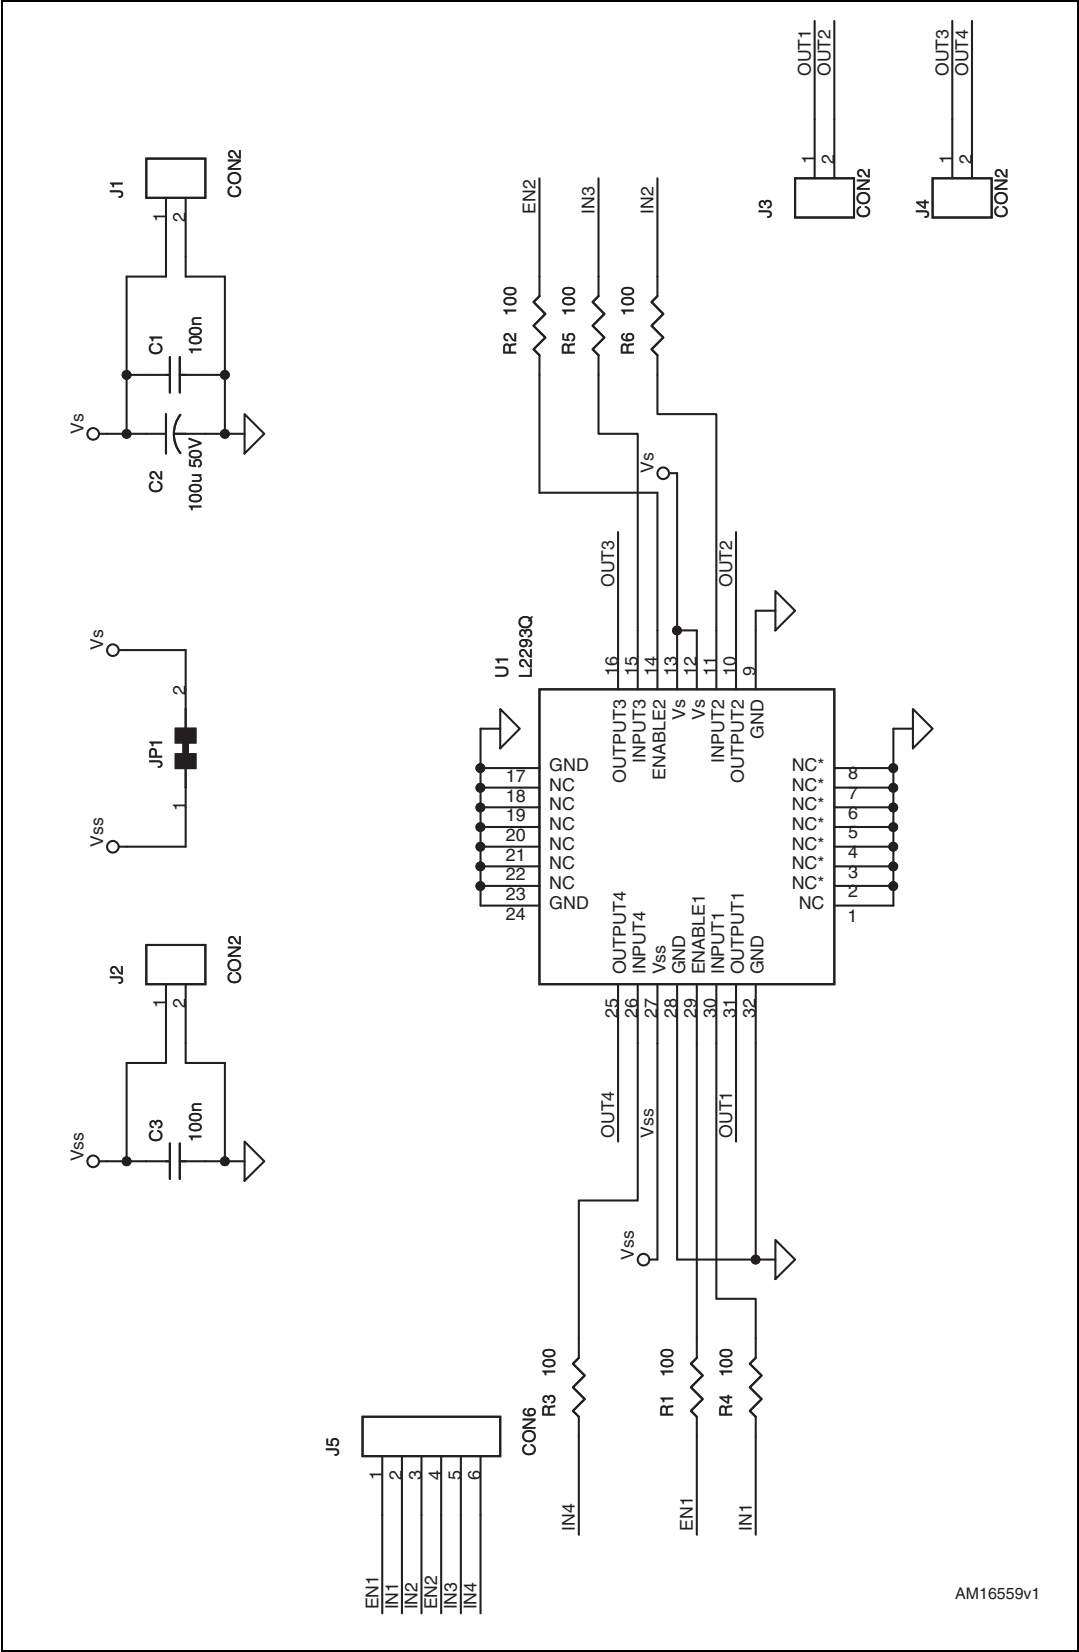 OUT1
OUT2
1
2
J3
CON2
OUT3
OUT4
1
2
J4
CON2
J1
CON2
1
2
C1
100n
Vs
C2
100u 50V
EN2
IN3
IN2
R2 100
R5 100
R6 100
Vs
OUT3
OUT2
Vs
2
JP1
1
Vss
U1
L2293Q
16
15
14
13
12
11
10
9
OUTPUT3
INPUT3
ENABLE2
Vs
Vs
INPUT2
OUTPUT2
GND
GND
17
NC
18
NC
19
NC
20
NC
21
NC
22
NC
23
GND
24
NC*
8
NC*
7
NC*
6
NC*
5
NC*
4
NC*
3
NC*
2
NC
1
OUTPUT4
INPUT4
Vss
GND
ENABLE1
INPUT1
OUTPUT1
GND
25
26
27
28
29
30
31
32
J2
CON2
1
2
Vss
C3
100n
OUT4
Vss
OUT1
Vss
R3 100
R1 100
R4 100
IN4
EN1
IN1
J5
CON6
1
2
3
4
5
6
EN1
IN1
IN2
EN2
IN3
IN4
AM16559v1